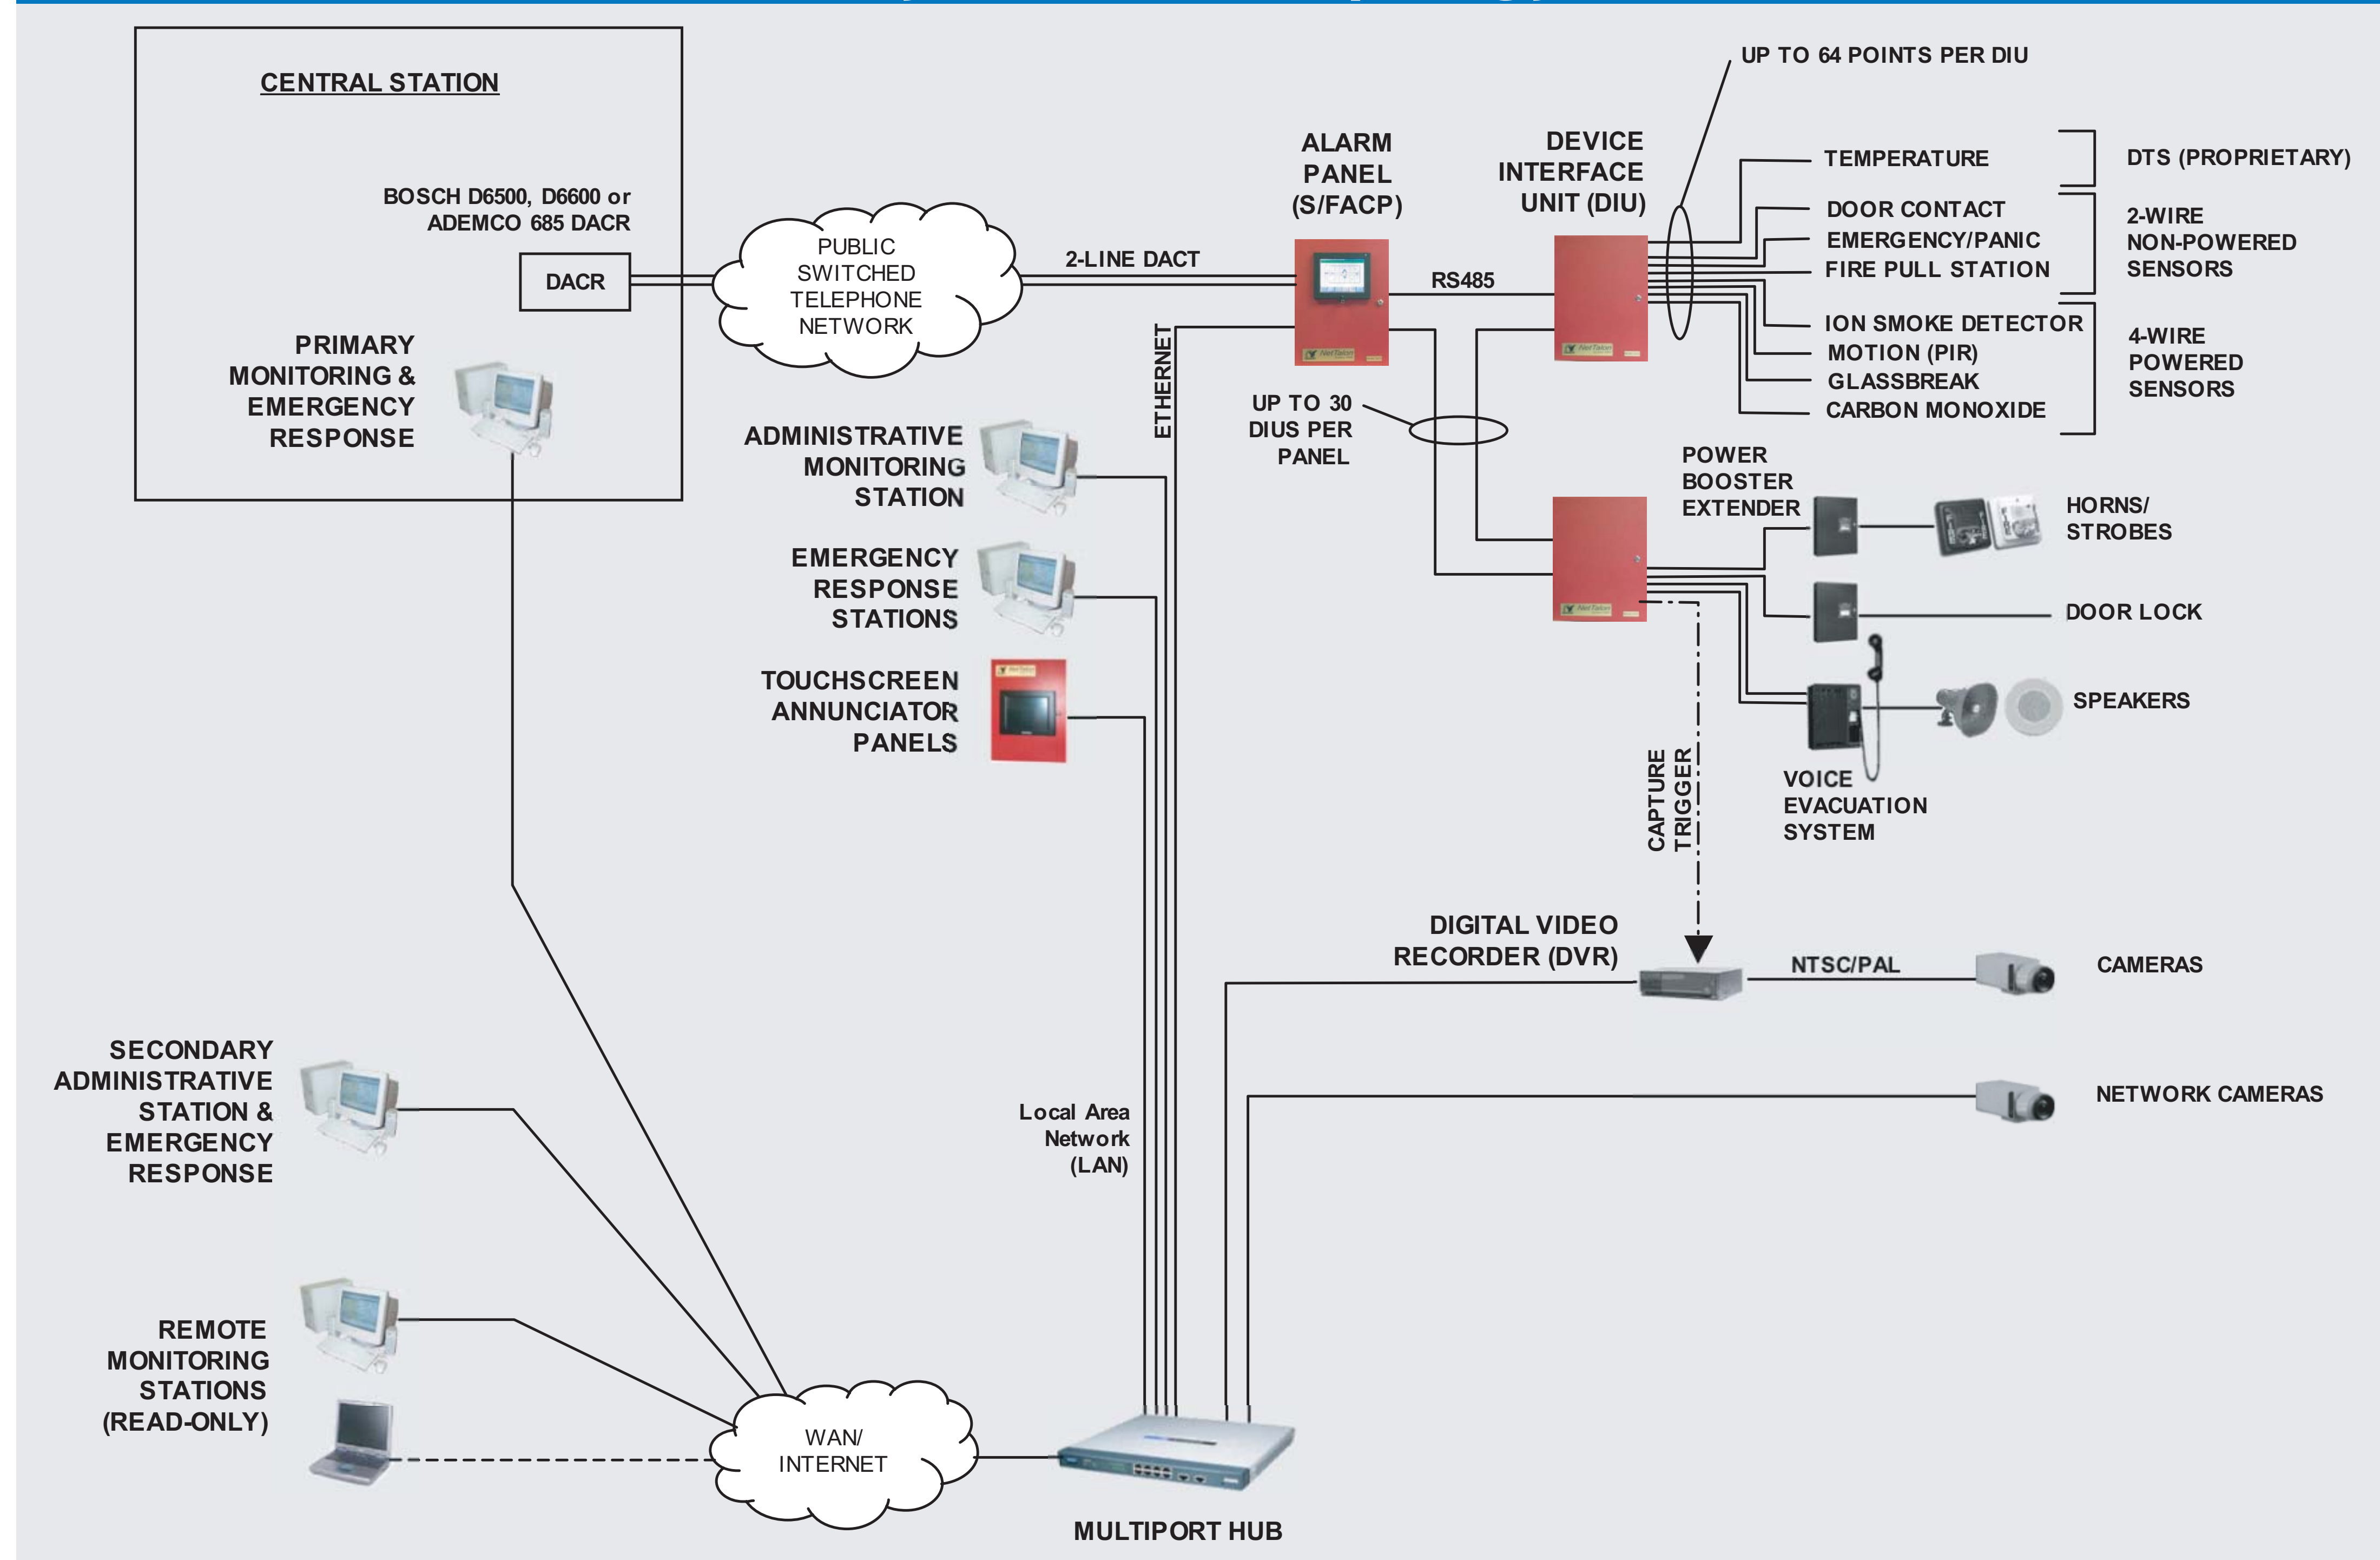 CENTRAL STATION
BOSCH D6500, D6600 or
ADEMCO 685 DACR
DACR
PRIMARY
MONITORING &
EMERGENCY
RESPONSE
PUBLIC
SWITCHED
TELEPHONE
NETWORK
2-LINE DACT
ETHERNET
ALARM
PANEL
(S/FACP)
NetTalon
RS485
DEVICE
INTERFACE
UNIT (DIU)
NetTalon
UP TO 64 POINTS PER DIU
TEMPERATURE
DTS (PROPRIETARY)
DOOR CONTACT
EMERGENCY/PANIC
FIRE PULL STATION
2-WIRE
NON-POWERED
SENSORS
ION SMOKE DETECTOR
MOTION (PIR)
GLASSBREAK
CARBON MONOXIDE
4-WIRE
POWERED
SENSORS
UP TO 30
DIUS PER
PANEL
NetTalon
POWER
BOOSTER
EXTENDER
HORNS/
STROBES
DOOR LOCK
SPEAKERS
VOICE
EVACUATION
SYSTEM
CAPTURE
TRIGGER
ADMINISTRATIVE
MONITORING
STATION
EMERGENCY
RESPONSE
STATIONS
TOUCHSCREEN
ANNUNCIATOR
PANELS
NetTalon
DIGITAL VIDEO
RECORDER (DVR)
NTSC/PAL
CAMERAS
NETWORK CAMERAS
Local Area
Network
(LAN)
SECONDARY
ADMINISTRATIVE
STATION &
EMERGENCY
RESPONSE
REMOTE
MONITORING
STATIONS
(READ-ONLY)
WAN/
INTERNET
MULTIPORT HUB